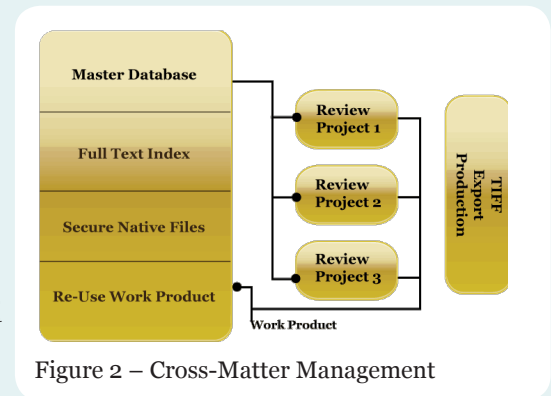 Master Database
Full Text Index
Secure Native Files
Re-Use Work Product
Review
Project 1
Review
Project 2
Review
Project 3
Work Product
TIFF
Export
Production
Figure 2 – Cross-Matter Management